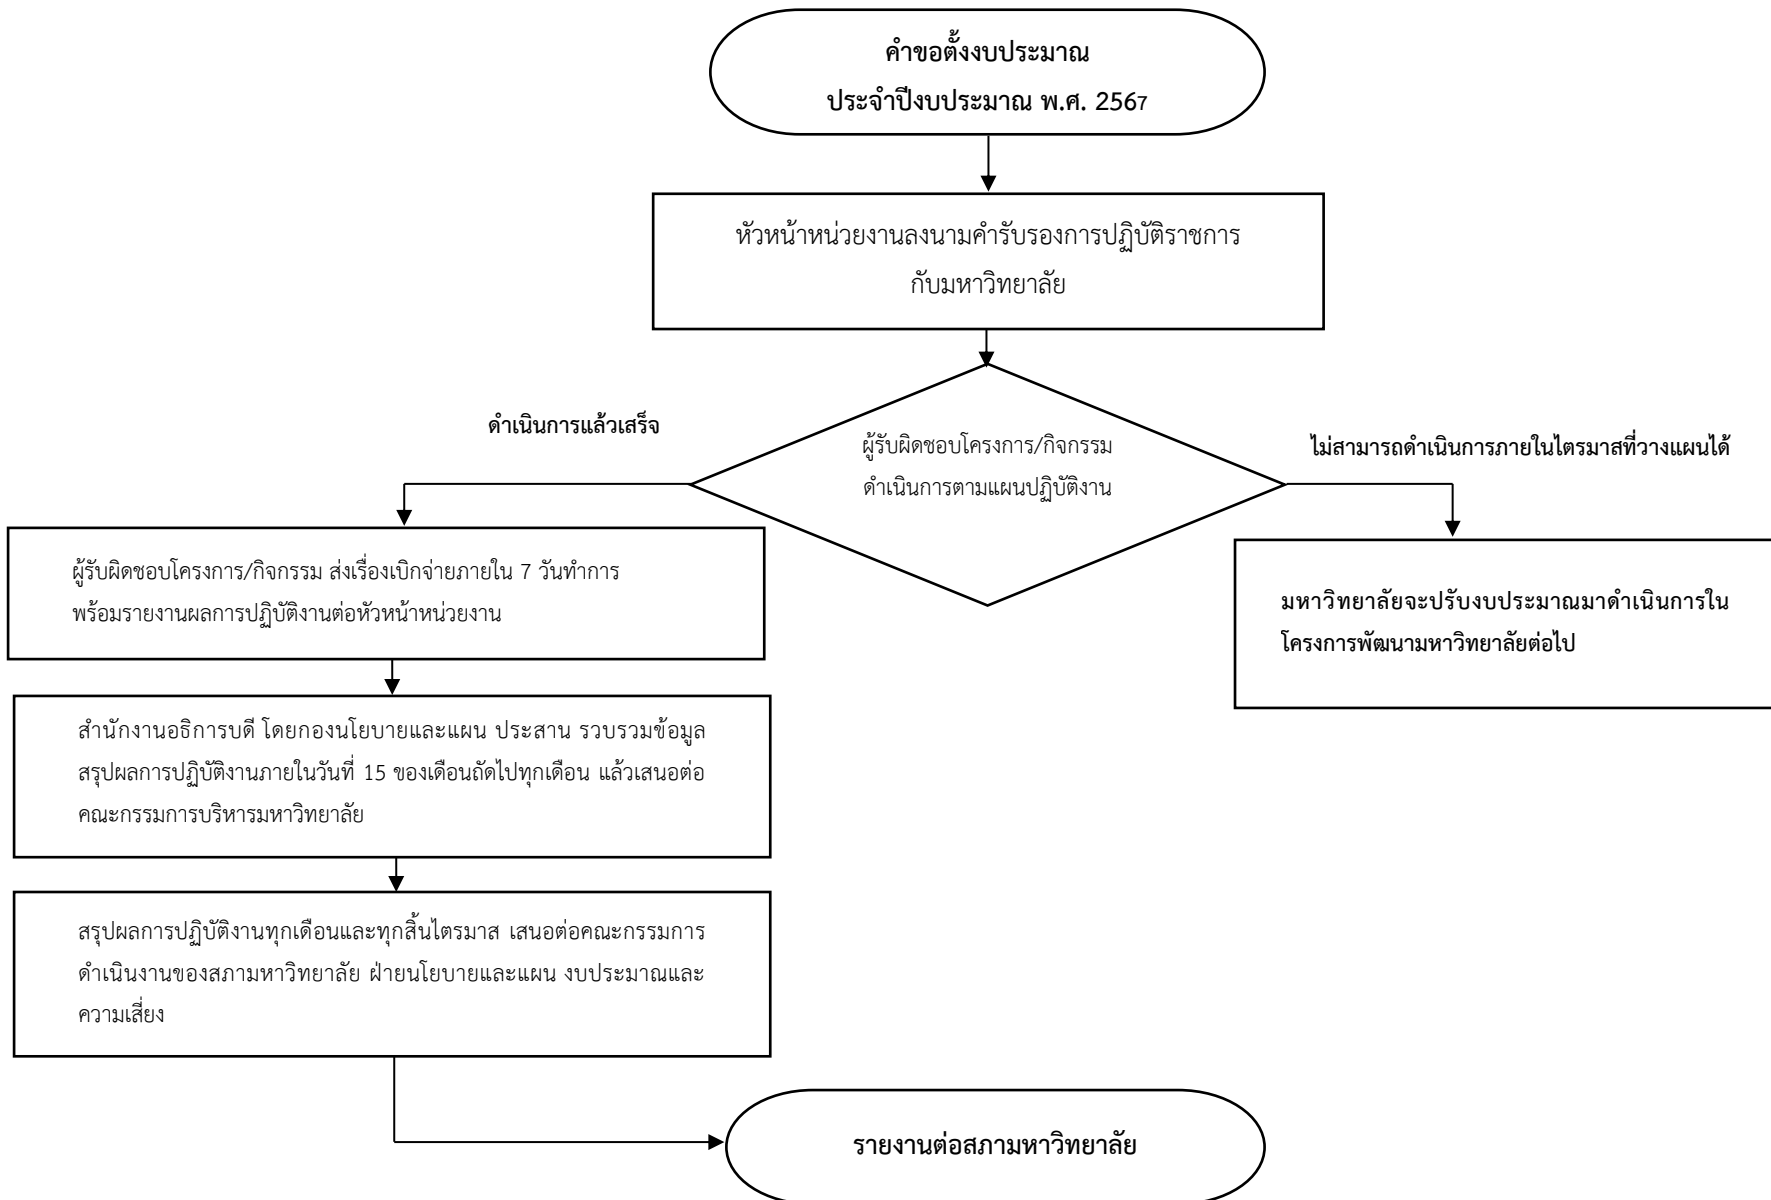 คำขอตั้งงบประมาณ
ประจำปีงบประมาณ พ.ศ. 2567
หัวหน้าหน่วยงานลงนามคำรับรองการปฏิบัติราชการ
กับมหาวิทยาลัย
ดำเนินการแล้วเสร็จ
ผู้รับผิดชอบโครงการ/กิจกรรม
ดำเนินการตามแผนปฏิบัติงาน
ไม่สามารถดำเนินการภายในไตรมาสที่วางแผนได้
ผู้รับผิดชอบโครงการ/กิจกรรม ส่งเรื่องเบิกจ่ายภายใน 7 วันทำการ
พร้อมรายงานผลการปฏิบัติงานต่อหัวหน้าหน่วยงาน
มหาวิทยาลัยจะปรับงบประมาณมาดำเนินการใน
โครงการพัฒนามหาวิทยาลัยต่อไป
สำนักงานอธิการบดี โดยกองนโยบายและแผน ประสาน รวบรวมข้อมูล
สรุปผลการปฏิบัติงานภายในวันที่ 15 ของเดือนถัดไปทุกเดือน แล้วเสนอต่อ
คณะกรรมการบริหารมหาวิทยาลัย
สรุปผลการปฏิบัติงานทุกเดือนและทุกสิ้นไตรมาส เสนอต่อคณะกรรมการ
ดำเนินงานของสภามหาวิทยาลัย ฝ่ายนโยบายและแผน งบประมาณและ
ความเสี่ยง
รายงานต่อสภามหาวิทยาลัย